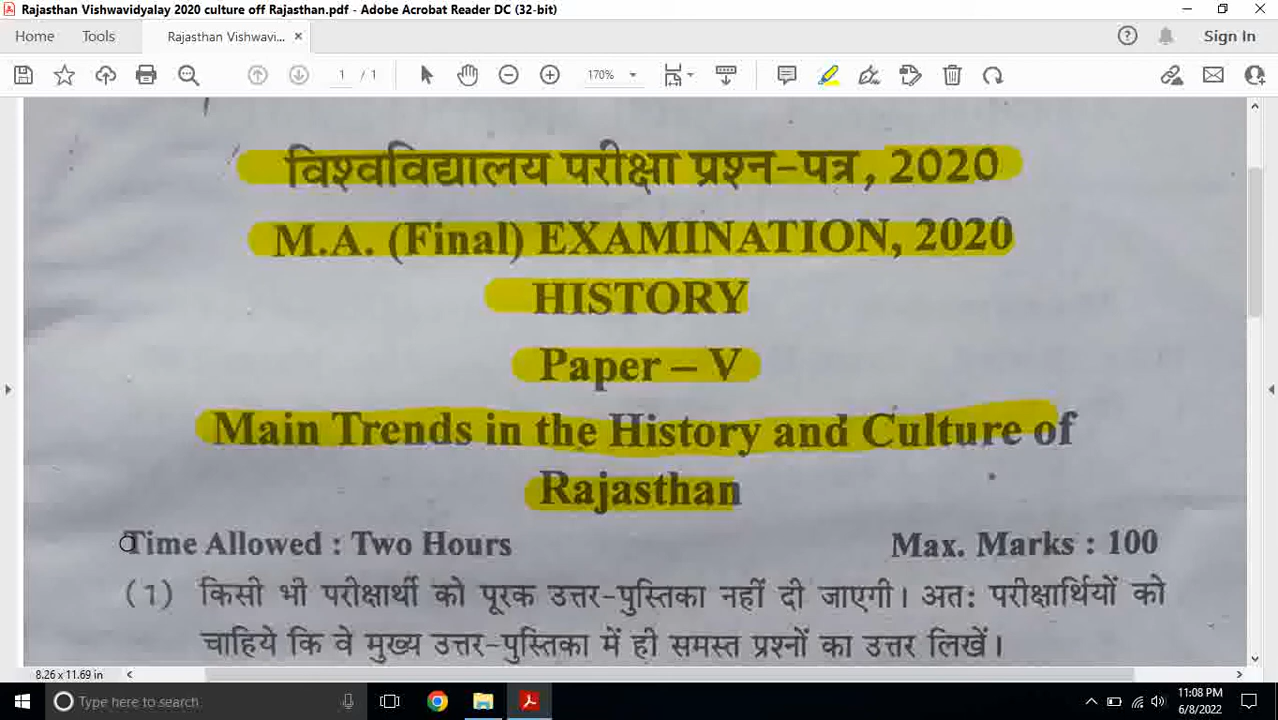 Rajasthan Vishwavidyalay 2020 culture off Rajasthan.pdf - Adobe Acrobat Reader DC (32-bit)
Home Tools Rajasthan Vishwavi... × Sign In
1 / 1 170%
विश्वविद्यालय परीक्षा प्रश्न-पत्र, 2020
M.A. (Final) EXAMINATION, 2020
HISTORY
Paper – V
Main Trends in the History and Culture of
Rajasthan
Time Allowed : Two Hours Max. Marks : 100
(1) किसी भी परीक्षार्थी को पूरक उत्तर-पुस्तिका नहीं दी जाएगी। अत: परीक्षार्थियों को
चाहिये कि वे मुख्य उत्तर-पुस्तिका में ही समस्त प्रश्नों का उत्तर लिखें।
8.26 x 11.69 in
Type here to search
11:08 PM
6/8/2022